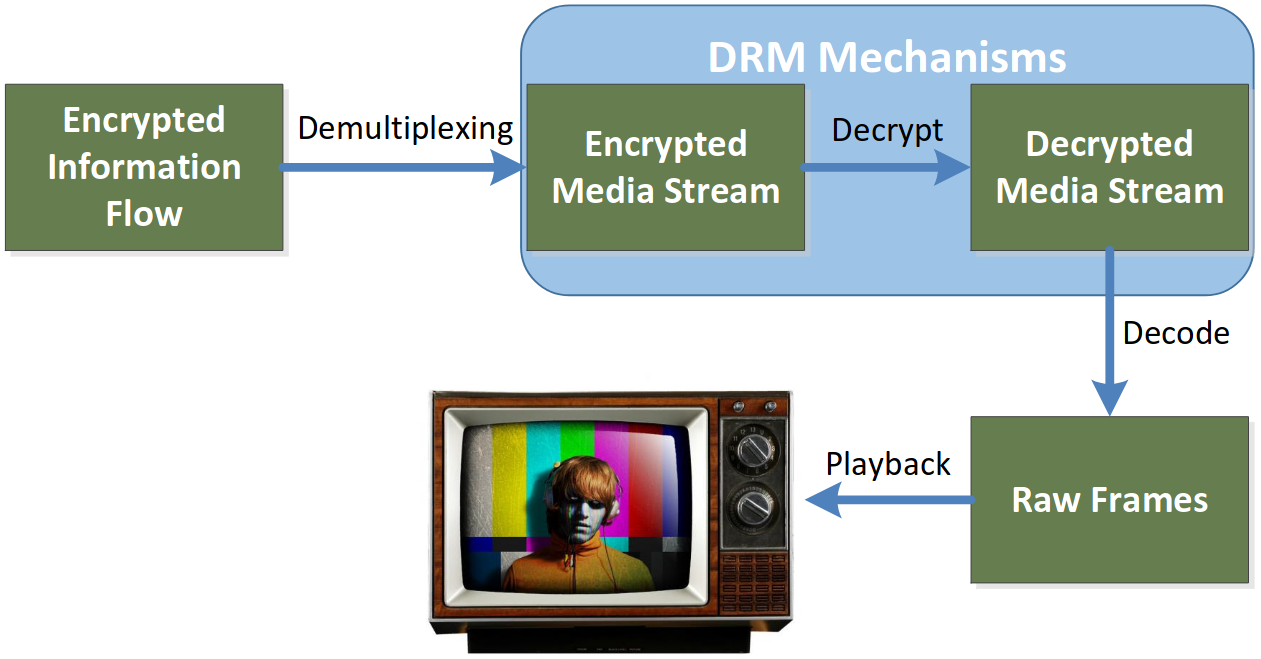 DRM Mechanisms
Encrypted
Information
Flow
Demultiplexing
Encrypted
Media Stream
Decrypt
Decrypted
Media Stream
Decode
Playback
Raw Frames